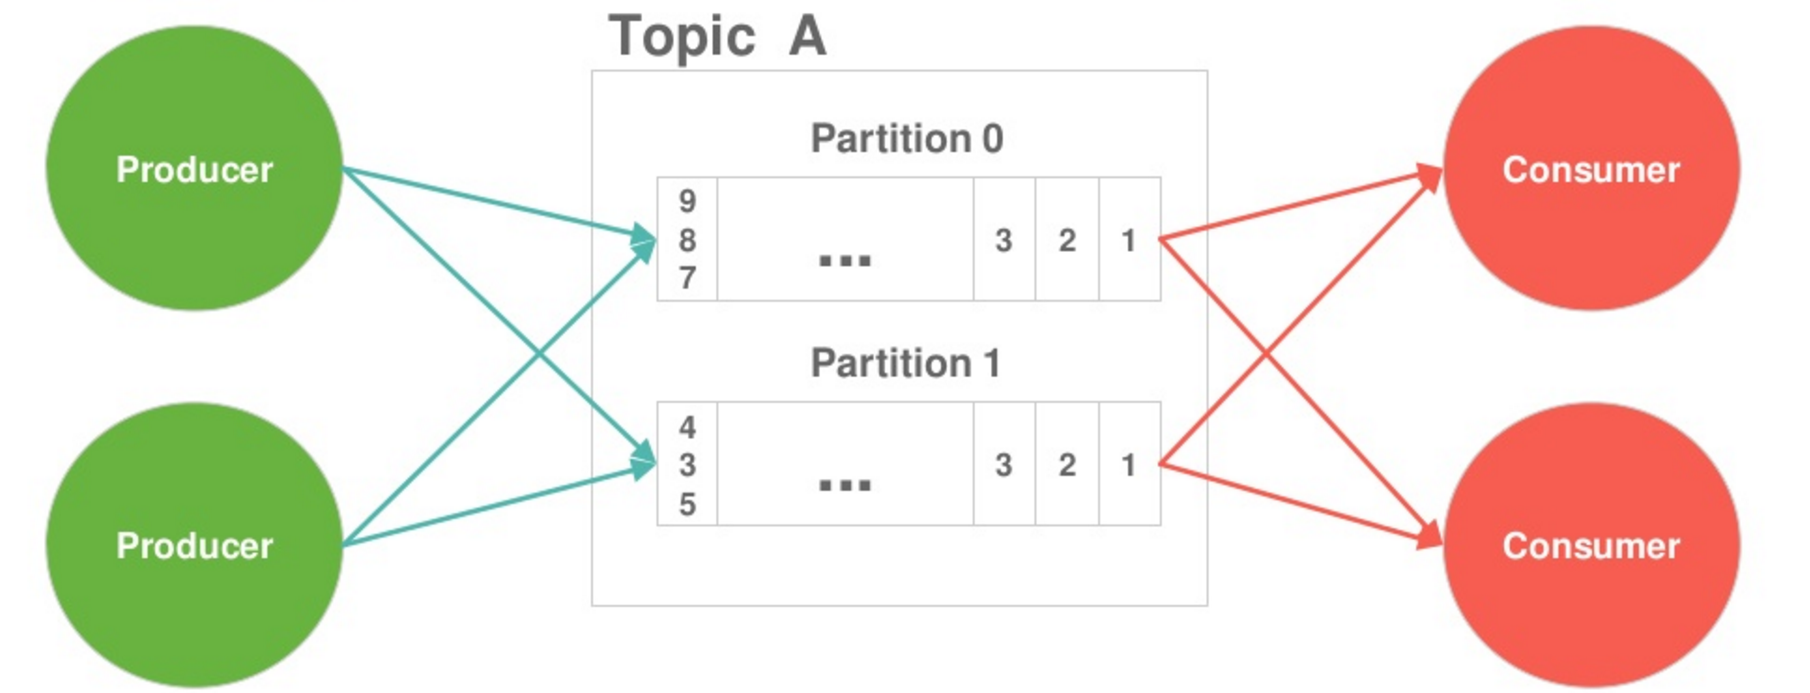 Topic A
Producer
Partition 0
9
8
7
... 3 2 1
Consumer
Partition 1
4
3
5
... 3 2 1
Producer
Consumer